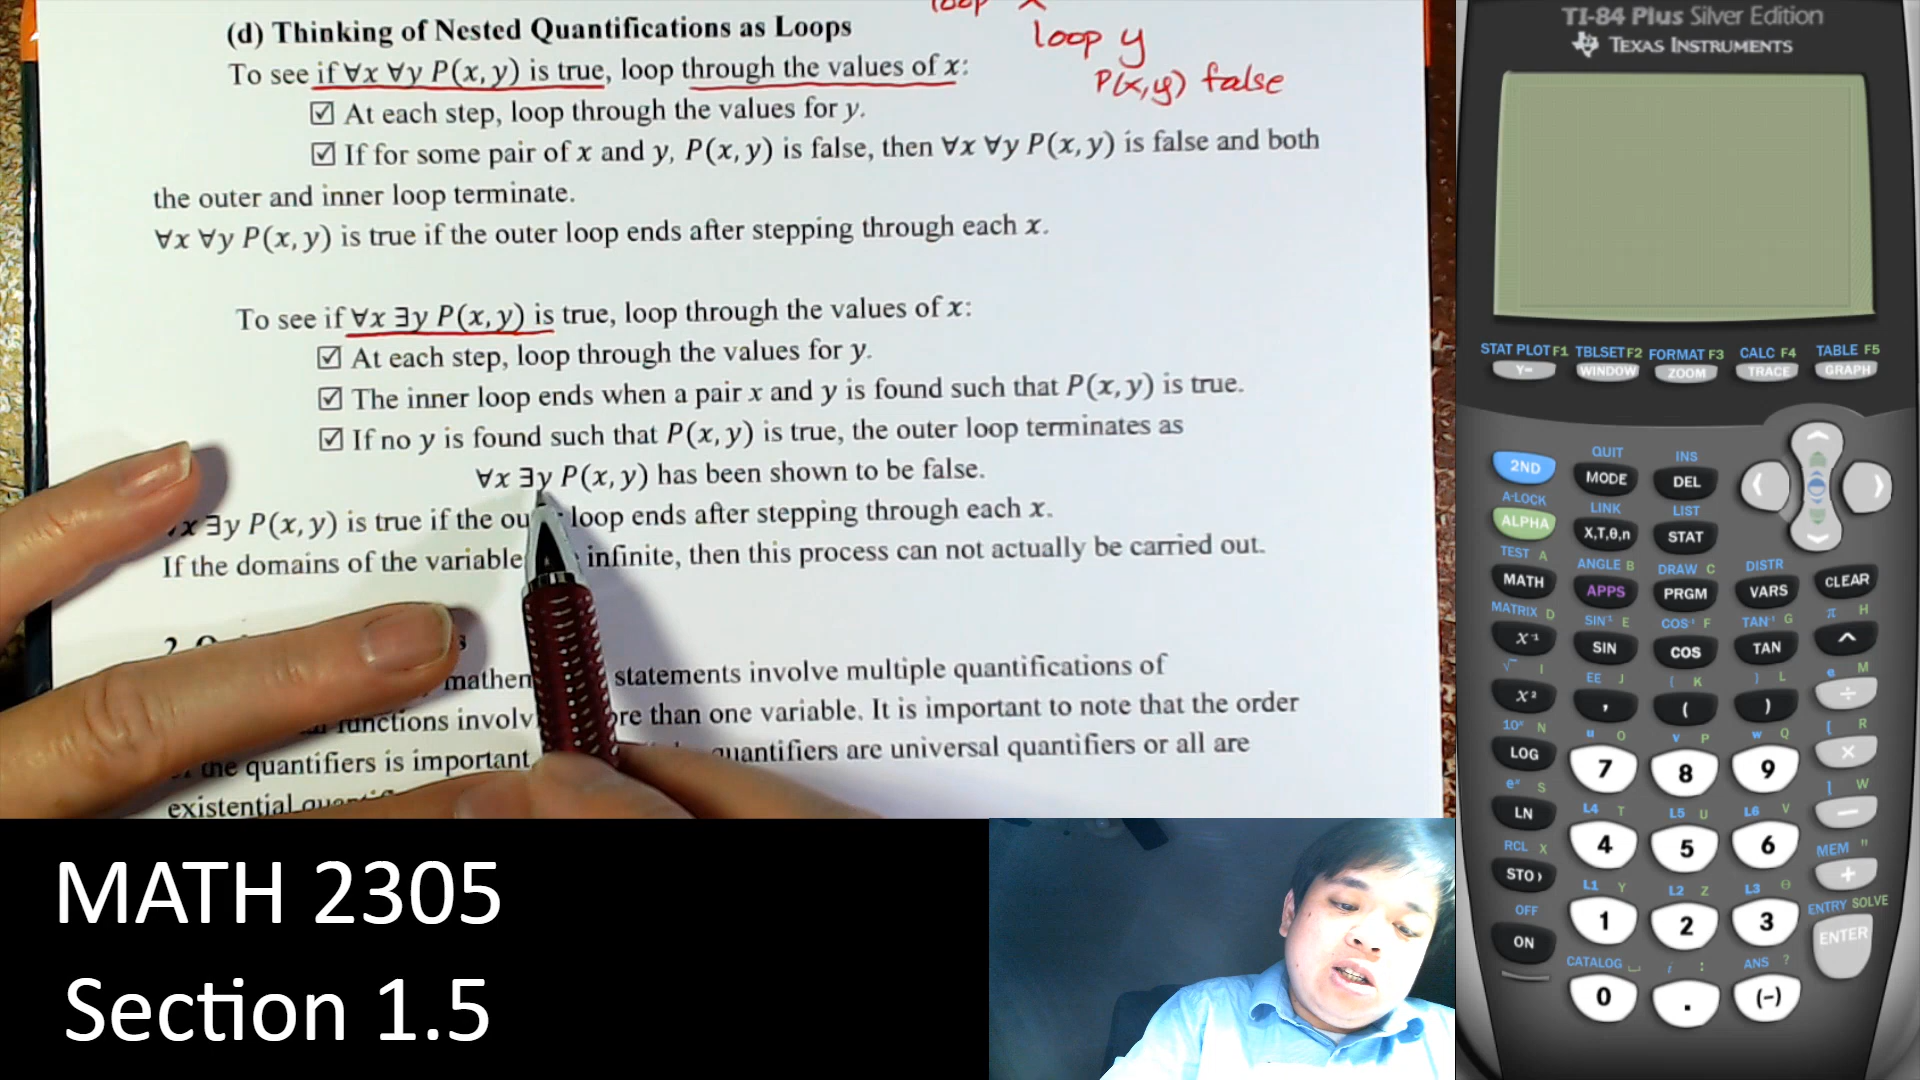 (d) Thinking of Nested Quantifications as Loops
loop y
To see if ∀x ∀y P(x, y) is true, loop through the values of x:
P(x,y) false
☑ At each step, loop through the values for y.
☑ If for some pair of x and y, P(x, y) is false, then ∀x ∀y P(x, y) is false and both
the outer and inner loop terminate.
∀x ∀y P(x, y) is true if the outer loop ends after stepping through each x.
To see if ∀x ∃y P(x, y) is true, loop through the values of x:
☑ At each step, loop through the values for y.
☑ The inner loop ends when a pair x and y is found such that P(x, y) is true.
☑ If no y is found such that P(x, y) is true, the outer loop terminates as
∀x ∃y P(x, y) has been shown to be false.
x ∃y P(x, y) is true if the loop ends after stepping through each x.
If the domains of the variable infinite, then this process can not actually be carried out.
2.
statements involve multiple quantifications of
functions more than one variable. It is important to note that the order
the quantifiers is important quantifiers are universal quantifiers or all are
existential
MATH 2305
Section 1.5
TI-84 Plus Silver Edition
TEXAS INSTRUMENTS
STAT PLOT F1 TBLSET F2 FORMAT F3 CALC F4 TABLE F5
Y= WINDOW ZOOM TRACE GRAPH
QUIT INS
2ND MODE DEL
A-LOCK LINK LIST
ALPHA X,T,θ,n STAT
TEST A ANGLE B DRAW C DISTR
MATH APPS PRGM VARS CLEAR
MATRIX D SIN⁻¹ E COS⁻¹ F TAN⁻¹ G π H
X⁻¹ SIN COS TAN ^
√ I EE J { K } L e M
X² , ( ) ÷
10ˣ N u O v P w Q [ R
LOG 7 8 9 ×
eˣ S L4 T L5 U L6 V ] W
LN 4 5 6 −
RCL X L1 Y L2 Z L3 θ MEM "
STO› 1 2 3 +
OFF CATALOG ␣ i : ANS ? ENTRY SOLVE
ON 0 . (-) ENTER